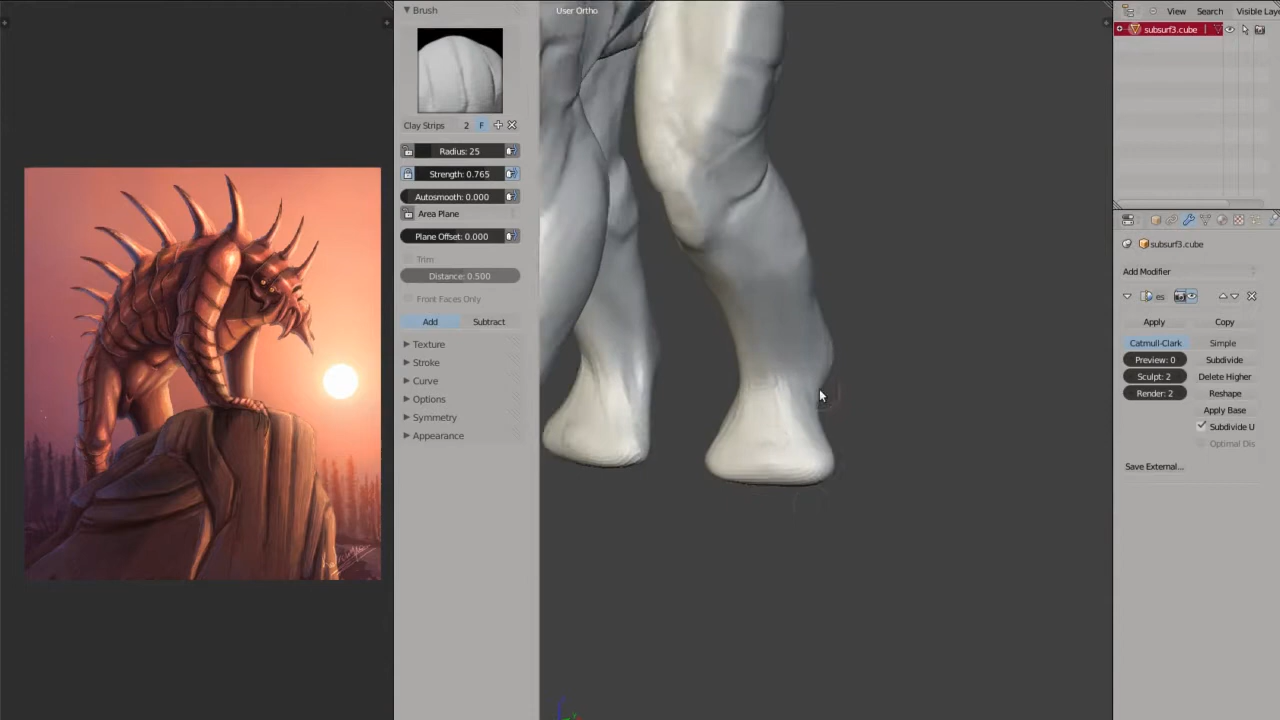 Brush
Clay Strips 2 F
Radius: 25
Strength: 0.765
Autosmooth: 0.000
Area Plane
Plane Offset: 0.000
Trim
Distance: 0.500
Front Faces Only
Add Subtract
Texture
Stroke
Curve
Options
Symmetry
Appearance
User Ortho
View Search Visible Laye
subsurf3.cube
subsurf3.cube
Add Modifier
es
Apply Copy
Catmull-Clark Simple
Preview: 0 Subdivide
Sculpt: 2 Delete Higher
Render: 2 Reshape
Apply Base
Subdivide U
Optimal Dis
Save External...